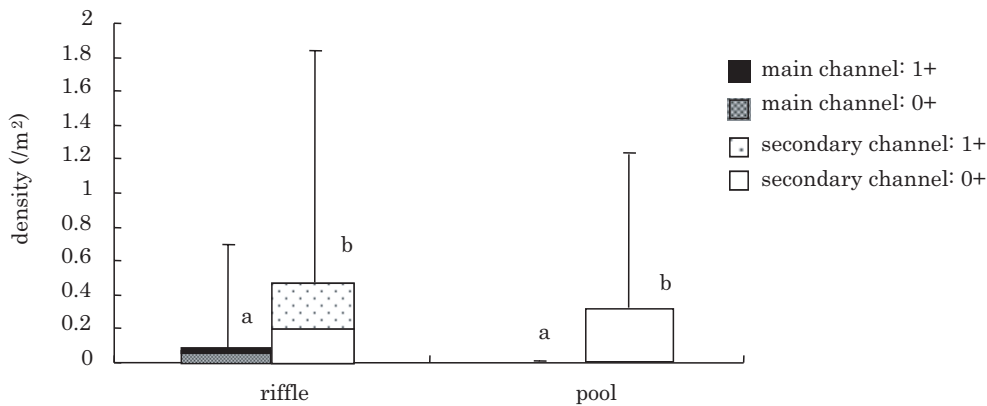 2
1.8
1.6
1.4
1.2
1
0.8
0.6
0.4
0.2
0
density (/m²)
a
b
a
b
riffle
pool
main channel: 1+
main channel: 0+
secondary channel: 1+
secondary channel: 0+